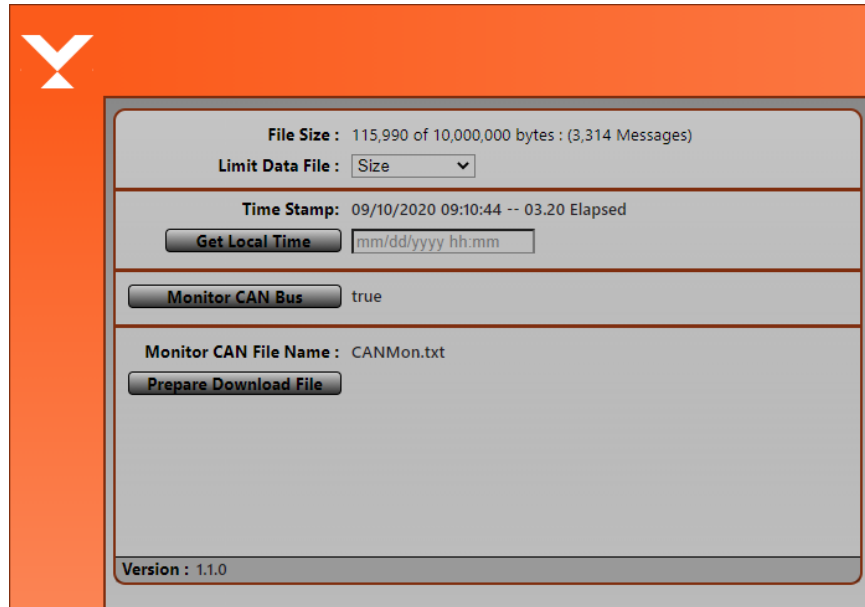 File Size : 115,990 of 10,000,000 bytes : (3,314 Messages)
Limit Data File : Size
Time Stamp: 09/10/2020 09:10:44 -- 03.20 Elapsed
Get Local Time mm/dd/yyyy hh:mm
Monitor CAN Bus true
Monitor CAN File Name : CANMon.txt
Prepare Download File
Version : 1.1.0